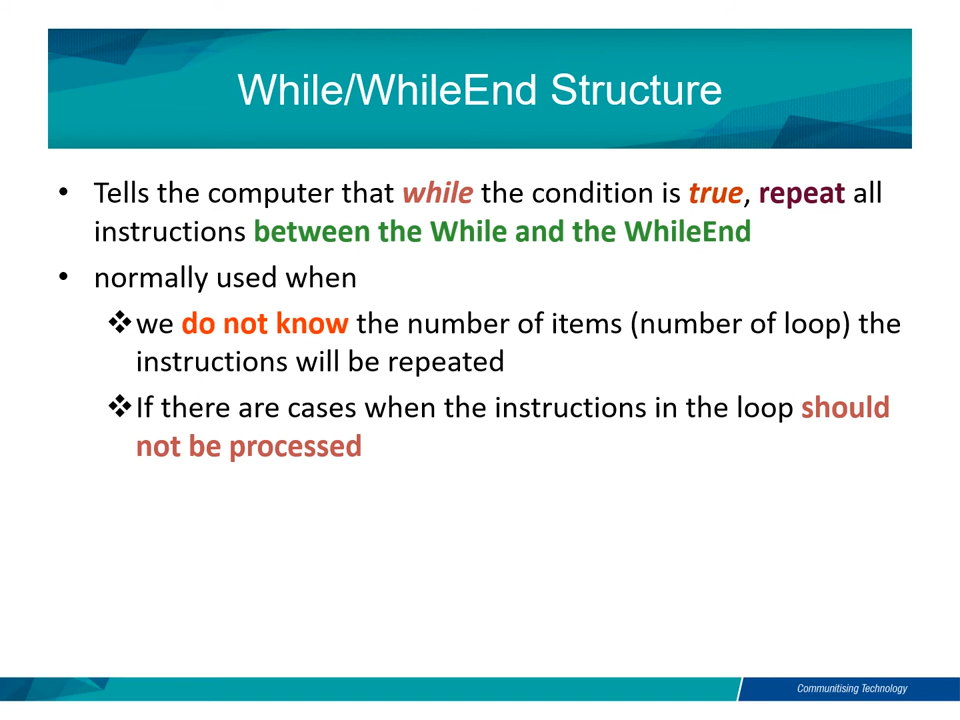 While/WhileEnd Structure
• Tells the computer that while the condition is true, repeat all
instructions between the While and the WhileEnd
• normally used when
❖we do not know the number of items (number of loop) the
instructions will be repeated
❖If there are cases when the instructions in the loop should
not be processed
Communitising Technology